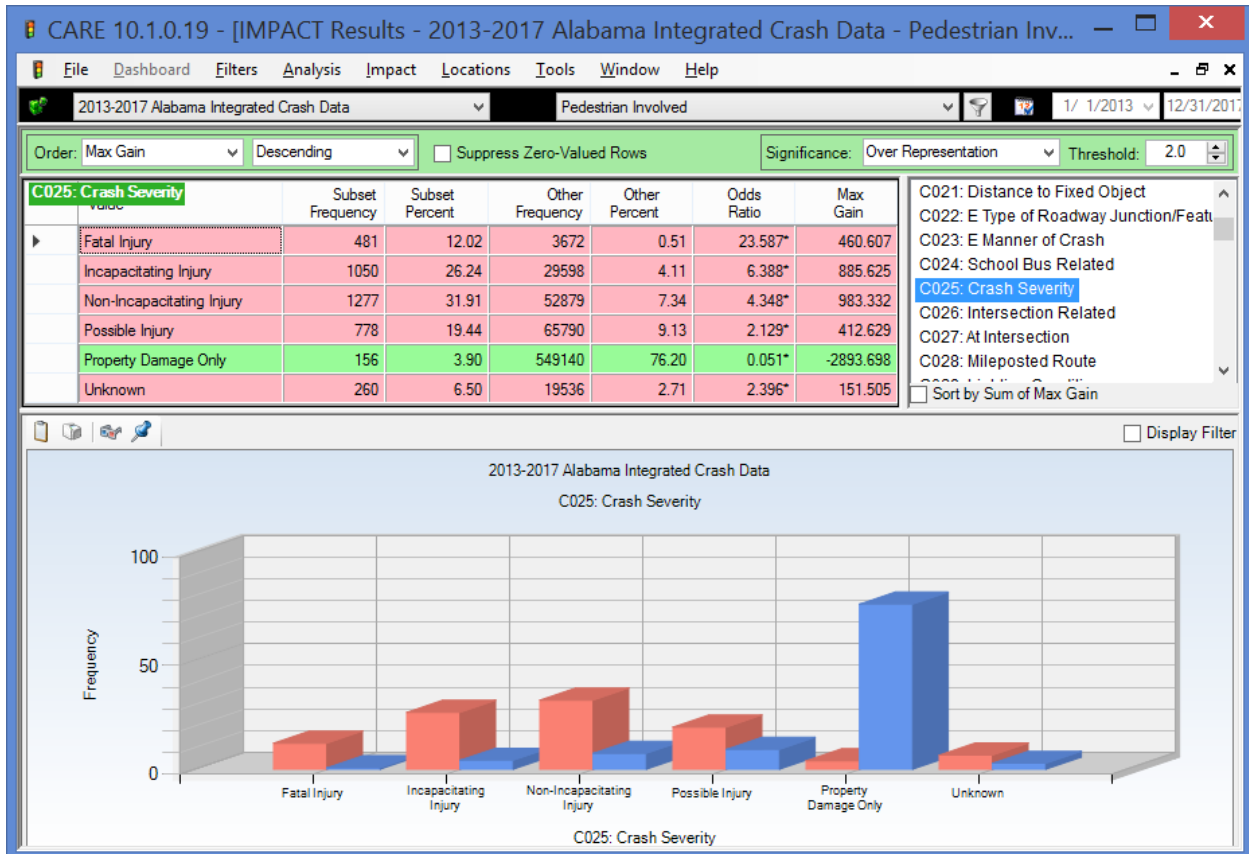 CARE 10.1.0.19 - [IMPACT Results - 2013-2017 Alabama Integrated Crash Data - Pedestrian Inv...
File Dashboard Filters Analysis Impact Locations Tools Window Help
2013-2017 Alabama Integrated Crash Data Pedestrian Involved 1/ 1/2013 12/31/2017
Order: Max Gain Descending Suppress Zero-Valued Rows Significance: Over Representation Threshold: 2.0
C025: Crash Severity Subset Frequency Subset Percent Other Frequency Other Percent Odds Ratio Max Gain
Fatal Injury 481 12.02 3672 0.51 23.587* 460.607
Incapacitating Injury 1050 26.24 29598 4.11 6.388* 885.625
Non-Incapacitating Injury 1277 31.91 52879 7.34 4.348* 983.332
Possible Injury 778 19.44 65790 9.13 2.129* 412.629
Property Damage Only 156 3.90 549140 76.20 0.051* -2893.698
Unknown 260 6.50 19536 2.71 2.396* 151.505
C021: Distance to Fixed Object
C022: E Type of Roadway Junction/Featu
C023: E Manner of Crash
C024: School Bus Related
C025: Crash Severity
C026: Intersection Related
C027: At Intersection
C028: Mileposted Route
Sort by Sum of Max Gain
Display Filter
2013-2017 Alabama Integrated Crash Data
C025: Crash Severity
100
50
0
Frequency
Fatal Injury Incapacitating Injury Non-Incapacitating Injury Possible Injury Property Damage Only Unknown
C025: Crash Severity